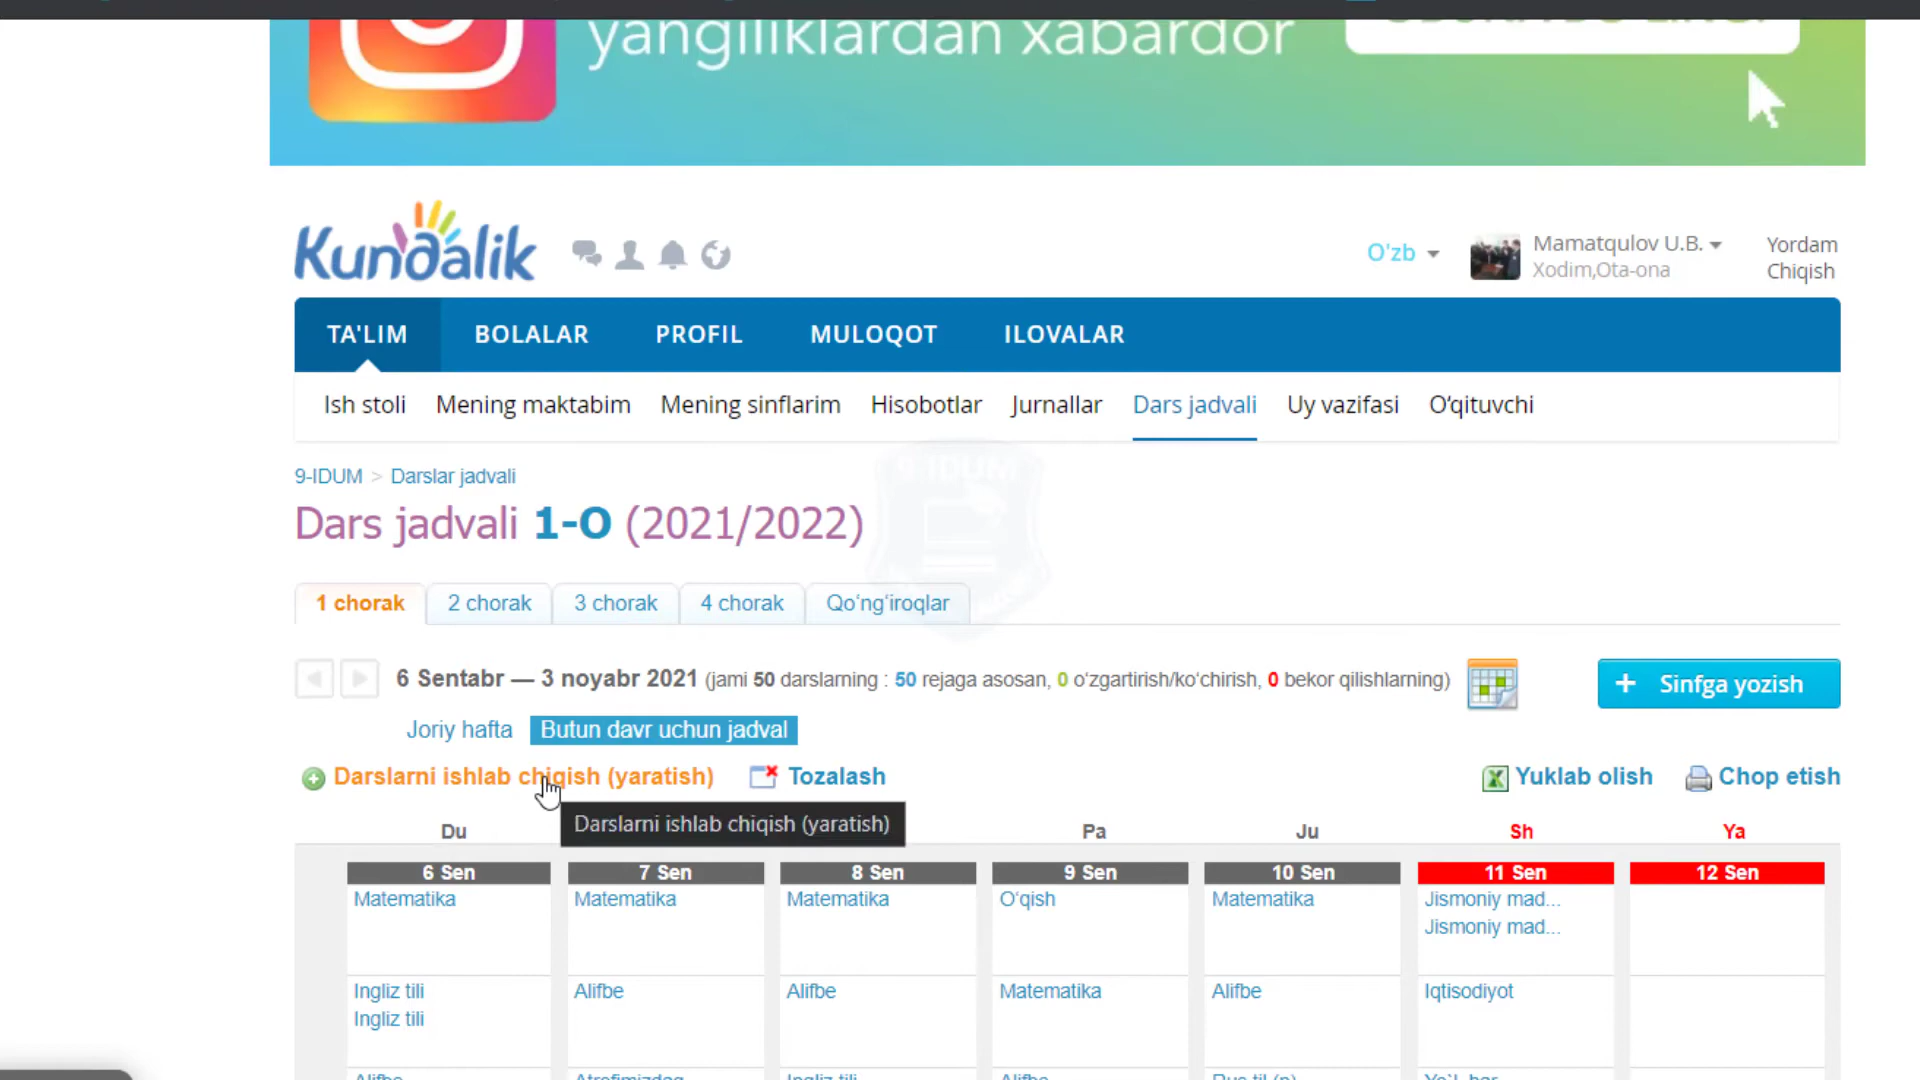 yangiliklardan xabardor
Kundalik
O'zb
Mamatqulov U.B.
Xodim,Ota-ona
Yordam
Chiqish
TA'LIM BOLALAR PROFIL MULOQOT ILOVALAR
Ish stoli Mening maktabim Mening sinflarim Hisobotlar Jurnallar Dars jadvali Uy vazifasi O'qituvchi
9-IDUM > Darslar jadvali
Dars jadvali 1-O (2021/2022)
1 chorak 2 chorak 3 chorak 4 chorak Qo'ng'iroqlar
6 Sentabr — 3 noyabr 2021 (jami 50 darslarning : 50 rejaga asosan, 0 o'zgartirish/ko'chirish, 0 bekor qilishlarning)
+ Sinfga yozish
Joriy hafta Butun davr uchun jadval
Darslarni ishlab chiqish (yaratish) Tozalash Yuklab olish Chop etish
Darslarni ishlab chiqish (yaratish)
Du Pa Ju Sh Ya
6 Sen 7 Sen 8 Sen 9 Sen 10 Sen 11 Sen 12 Sen
Matematika Matematika Matematika O'qish Matematika Jismoniy mad...
Jismoniy mad...
Ingliz tili Alifbe Alifbe Matematika Alifbe Iqtisodiyot
Ingliz tili